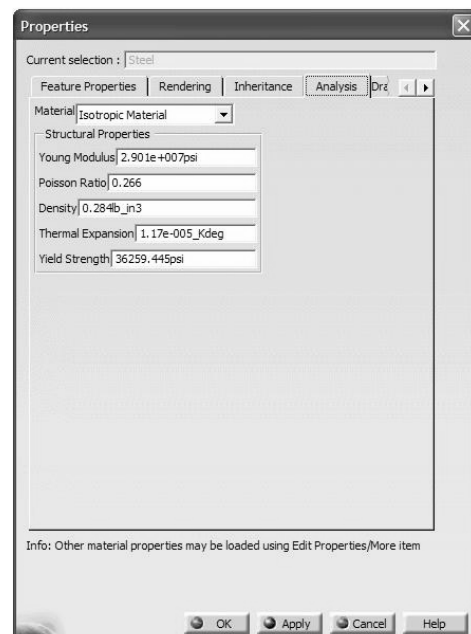 Properties
Current selection : Steel
Feature Properties Rendering Inheritance Analysis Dra
Material Isotropic Material
Structural Properties
Young Modulus 2.901e+007psi
Poisson Ratio 0.266
Density 0.284lb_in3
Thermal Expansion 1.17e-005_Kdeg
Yield Strength 36259.445psi
Info: Other material properties may be loaded using Edit Properties/More item
OK Apply Cancel Help